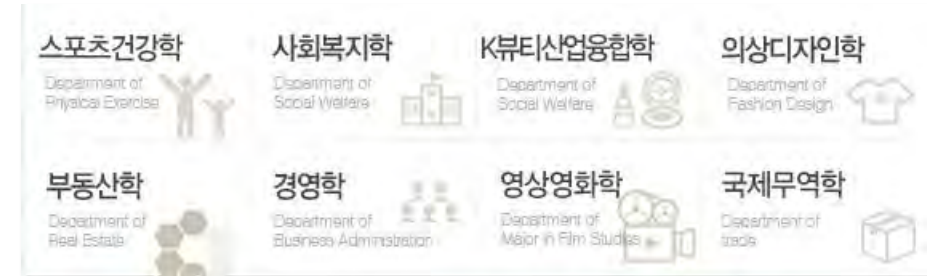 스포츠건강학
Department of
Physical Exercise
사회복지학
Department of
Social Welfare
K뷰티산업융합학
Department of
Social Welfare
의상디자인학
Department of
Fashion Design
부동산학
Department of
Real Estate
경영학
Department of
Business Administration
영상영화학
Department of
Major in Film Studies
국제무역학
Department of
trade